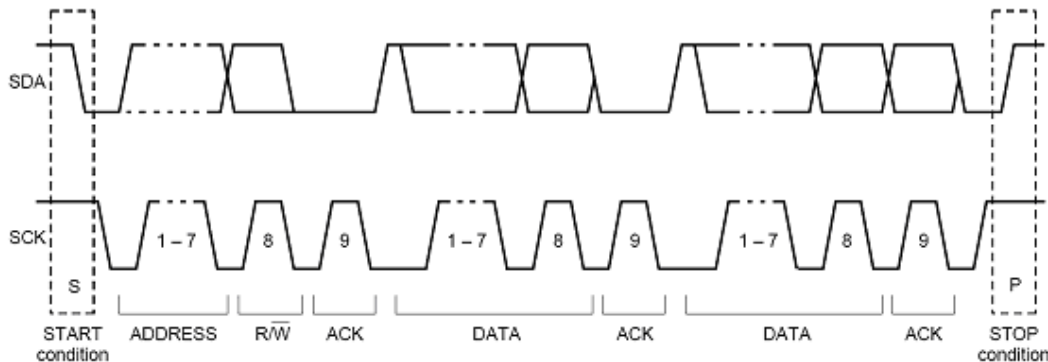 SDA
SCK
1 – 7 8 9 1 – 7 8 9 1 – 7 8 9
S P
START condition
ADDRESS R/W̅ ACK DATA ACK DATA ACK
STOP condition